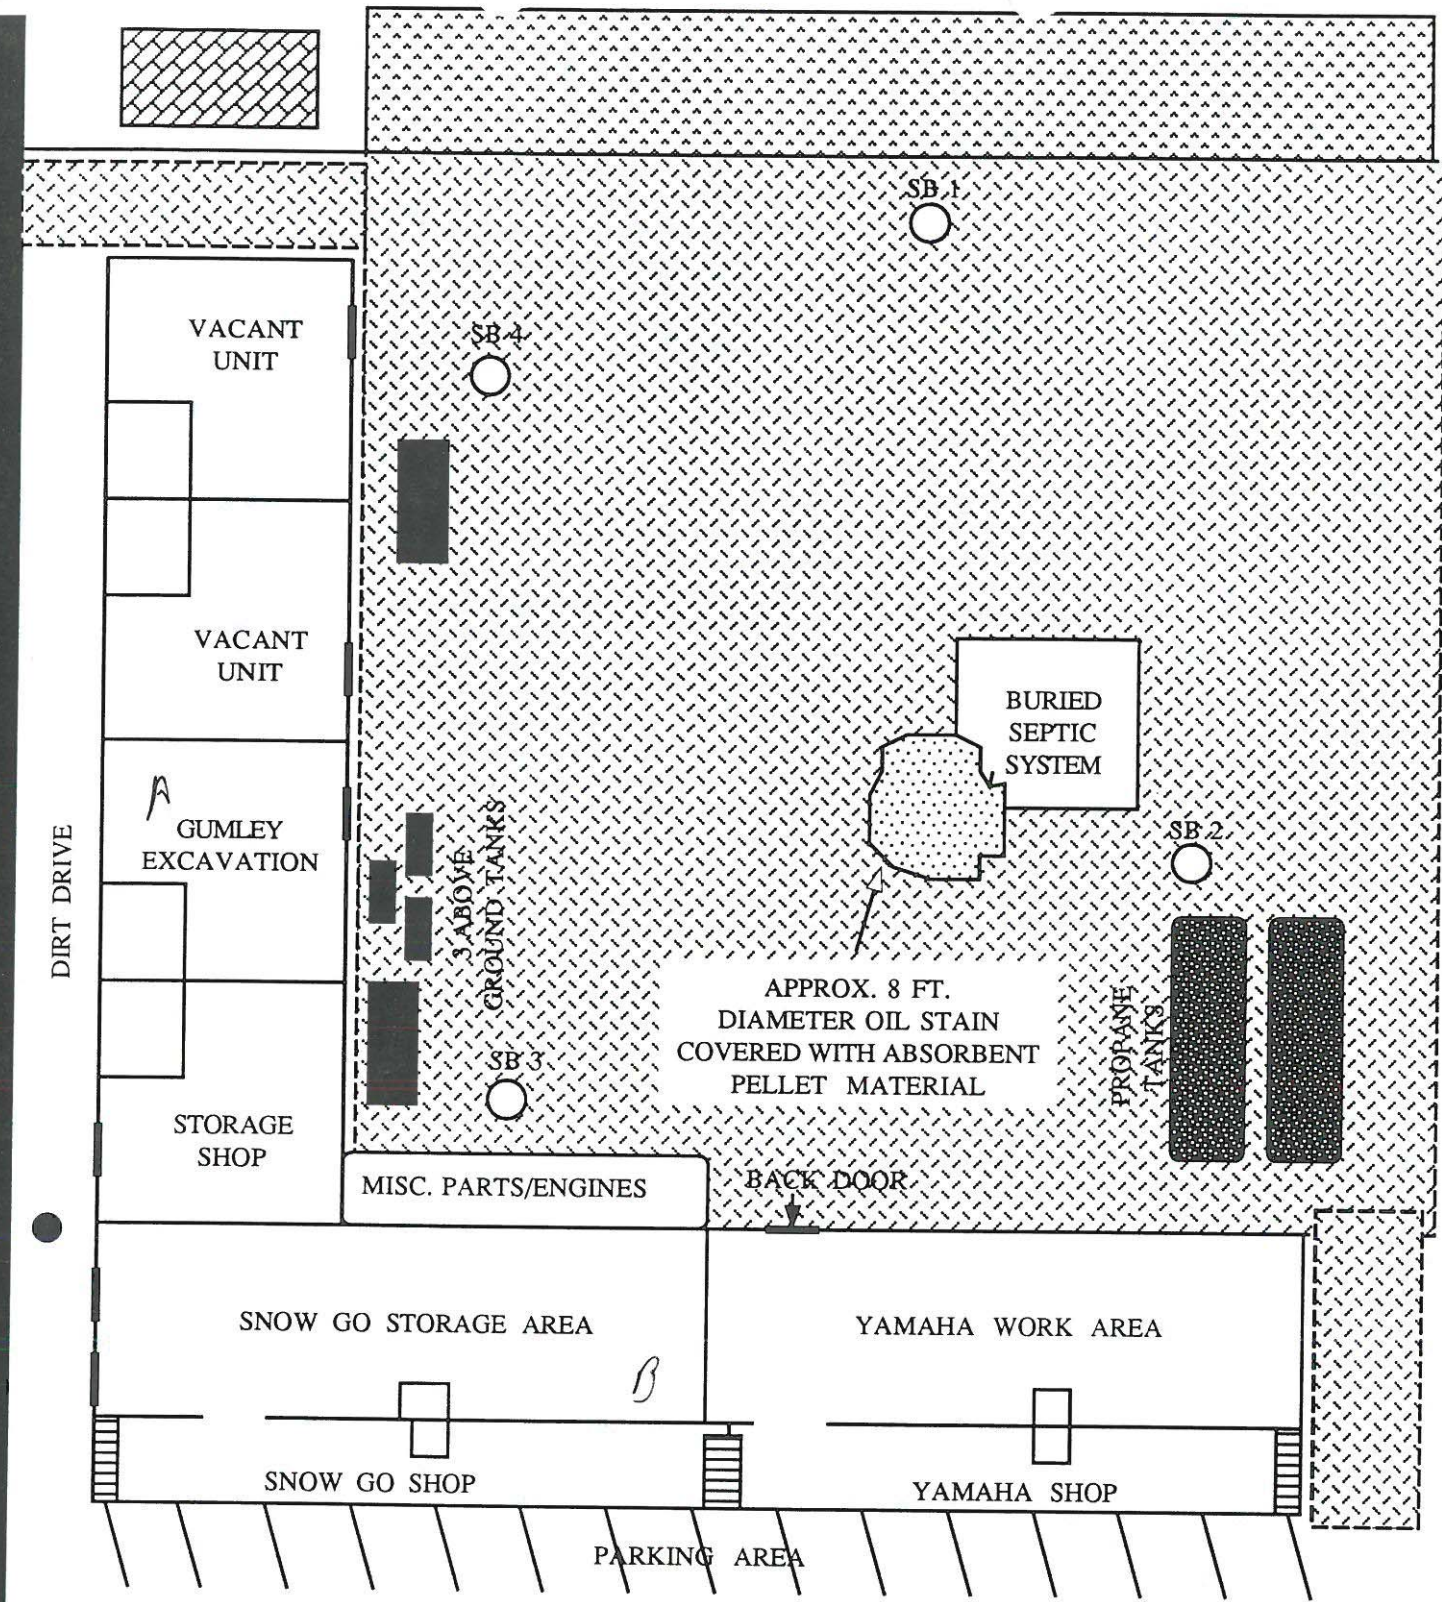 SB 1
VACANT
UNIT
SB 4
VACANT
UNIT
BURIED
SEPTIC
SYSTEM
A
GUMLEY
EXCAVATION
DIRT DRIVE
3 ABOVE
GROUND TANKS
SB 2
APPROX. 8 FT.
DIAMETER OIL STAIN
COVERED WITH ABSORBENT
PELLET MATERIAL
PROPANE
TANKS
SB 3
STORAGE
SHOP
MISC. PARTS/ENGINES
BACK DOOR
SNOW GO STORAGE AREA
YAMAHA WORK AREA
B
SNOW GO SHOP
YAMAHA SHOP
PARKING AREA